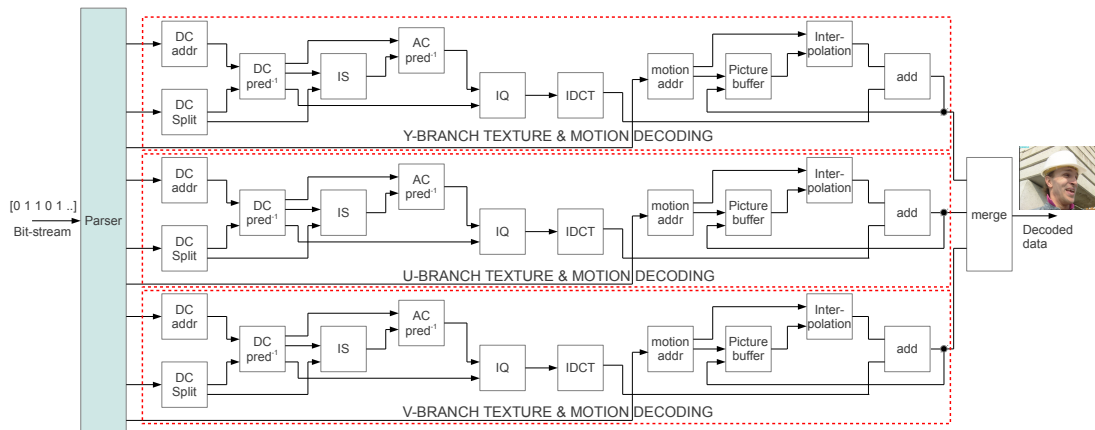 [0 1 1 0 1 ..]
Bit-stream
Parser
DC
addr
DC
Split
DC
pred-1
IS
AC
pred-1
IQ
IDCT
motion
addr
Picture
buffer
Inter-
polation
add
Y-BRANCH TEXTURE & MOTION DECODING
DC
addr
DC
Split
DC
pred-1
IS
AC
pred-1
IQ
IDCT
motion
addr
Picture
buffer
Inter-
polation
add
U-BRANCH TEXTURE & MOTION DECODING
DC
addr
DC
Split
DC
pred-1
IS
AC
pred-1
IQ
IDCT
motion
addr
Picture
buffer
Inter-
polation
add
V-BRANCH TEXTURE & MOTION DECODING
merge
Decoded
data